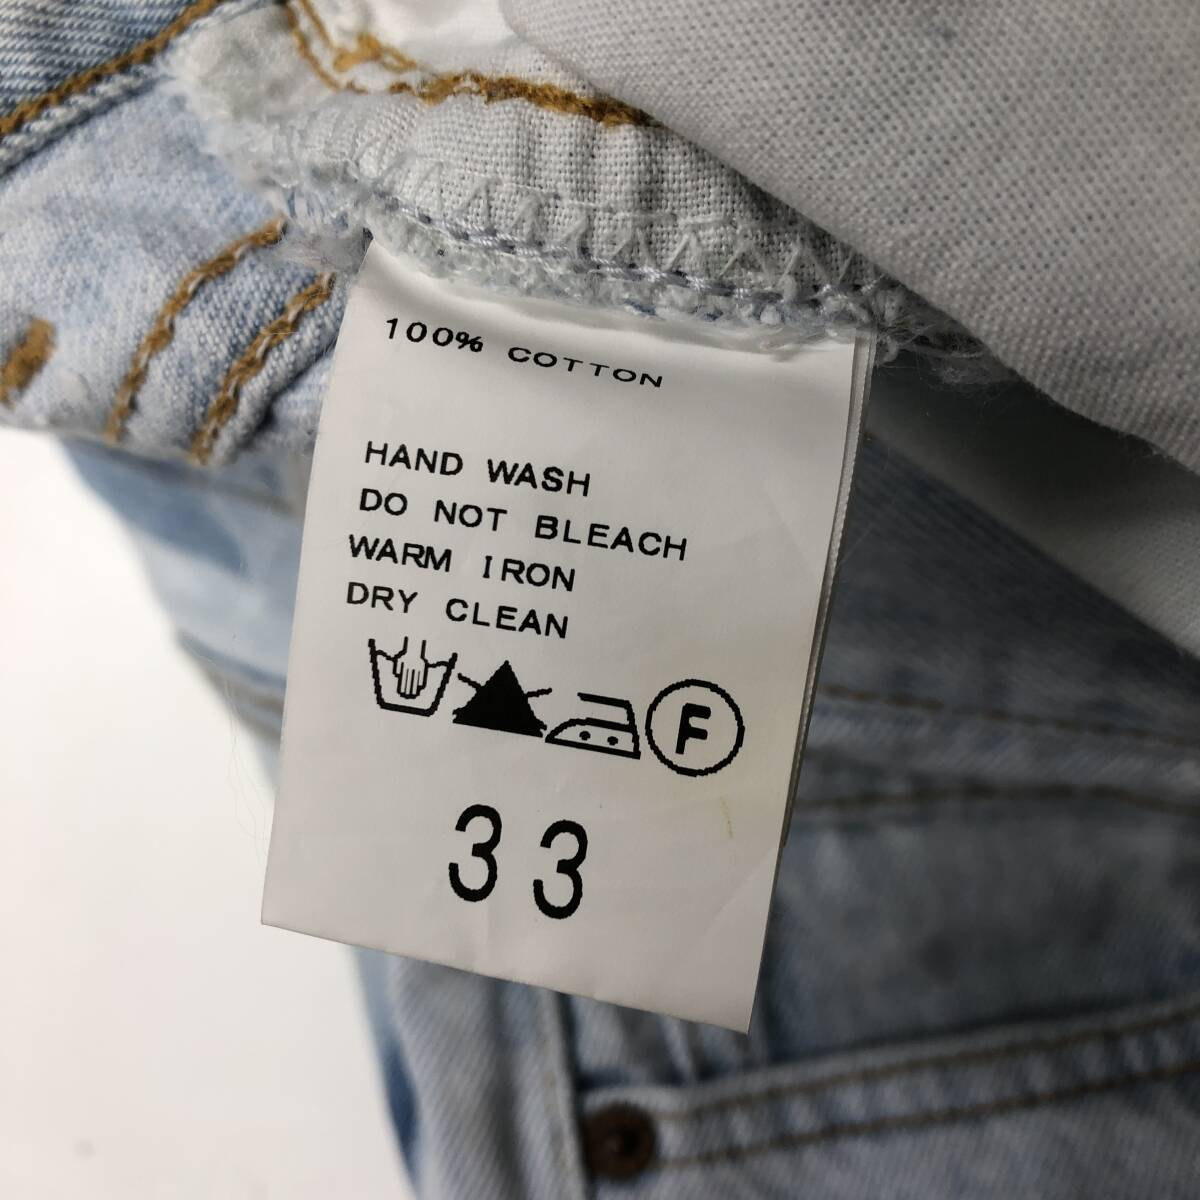 100% COTTON
HAND WASH
DO NOT BLEACH
WARM IRON
DRY CLEAN
F
33